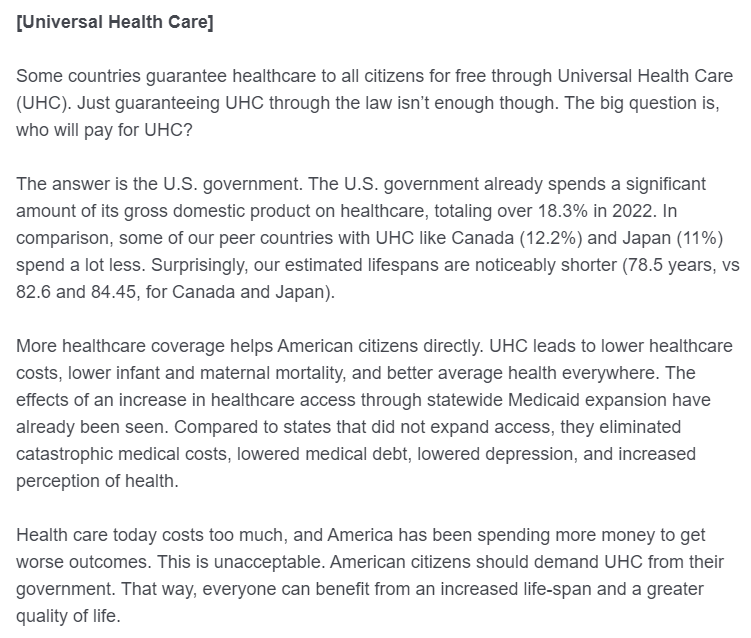 [Universal Health Care]
Some countries guarantee healthcare to all citizens for free through Universal Health Care
(UHC). Just guaranteeing UHC through the law isn’t enough though. The big question is,
who will pay for UHC?
The answer is the U.S. government. The U.S. government already spends a significant
amount of its gross domestic product on healthcare, totaling over 18.3% in 2022. In
comparison, some of our peer countries with UHC like Canada (12.2%) and Japan (11%)
spend a lot less. Surprisingly, our estimated lifespans are noticeably shorter (78.5 years, vs
82.6 and 84.45, for Canada and Japan).
More healthcare coverage helps American citizens directly. UHC leads to lower healthcare
costs, lower infant and maternal mortality, and better average health everywhere. The
effects of an increase in healthcare access through statewide Medicaid expansion have
already been seen. Compared to states that did not expand access, they eliminated
catastrophic medical costs, lowered medical debt, lowered depression, and increased
perception of health.
Health care today costs too much, and America has been spending more money to get
worse outcomes. This is unacceptable. American citizens should demand UHC from their
government. That way, everyone can benefit from an increased life-span and a greater
quality of life.